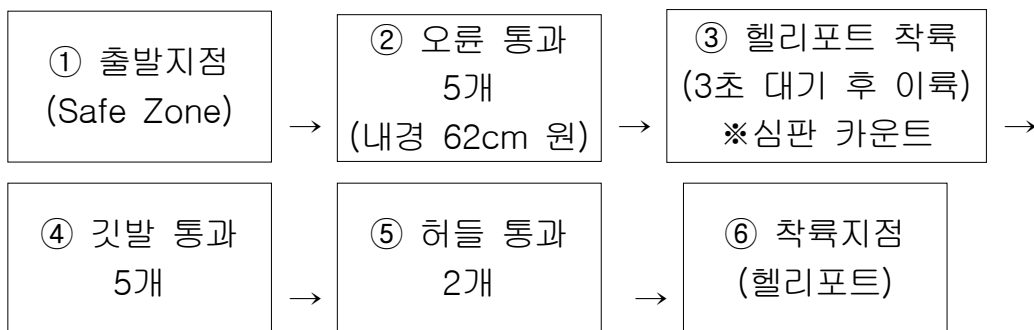 ① 출발지점
(Safe Zone)
→
② 오륜 통과
5개
(내경 62cm 원)
→
③ 헬리포트 착륙
(3초 대기 후 이륙)
※심판 카운트
→
④ 깃발 통과
5개
→
⑤ 허들 통과
2개
→
⑥ 착륙지점
(헬리포트)